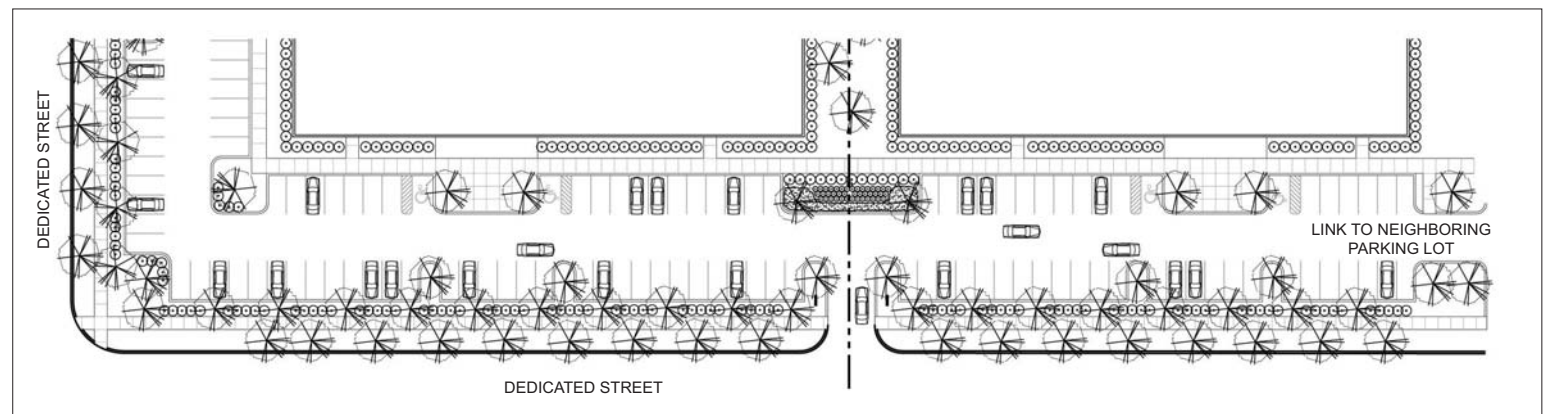 DEDICATED STREET
LINK TO NEIGHBORING
PARKING LOT
DEDICATED STREET